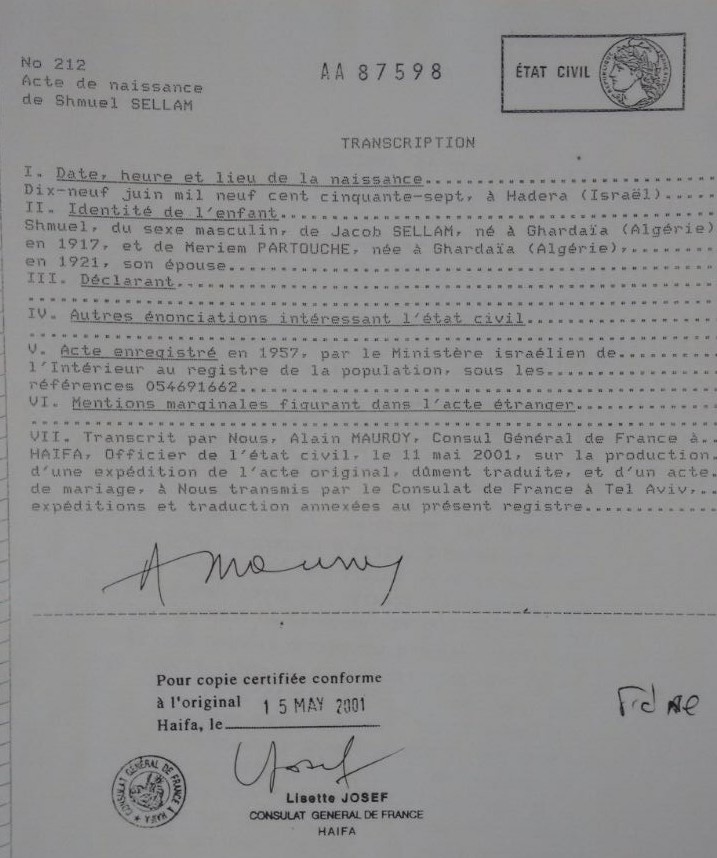 No 212
Acte de naissance
de Shmuel SELLAM
AA 87598
ÉTAT CIVIL
TRANSCRIPTION
I. Date, heure et lieu de la naissance
Dix-neuf juin mil neuf cent cinquante-sept, à Hadera (Israël)
II. Identité de l'enfant
Shmuel, du sexe masculin, de Jacob SELLAM, né à Ghardaïa (Algérie)
en 1917, et de Meriem PARTOUCHE, née à Ghardaïa (Algérie),
en 1921, son épouse
III. Déclarant
IV. Autres énonciations intéressant l'état civil
V. Acte enregistré en 1957, par le Ministère israélien de
l'Intérieur au registre de la population, sous les
références 054691662
VI. Mentions marginales figurant dans l'acte étranger
VII. Transcrit par Nous, Alain MAUROY, Consul Général de France à
HAIFA, Officier de l'état civil, le 11 mai 2001, sur la production
d'une expédition de l'acte original, dûment traduite, et d'un acte
de mariage, à Nous transmis par le Consulat de France à Tel Aviv,
expéditions et traduction annexées au présent registre
Pour copie certifiée conforme
à l'original 15 MAY 2001
Haifa, le
Lisette JOSEF
CONSULAT GENERAL DE FRANCE
HAIFA
CONSULAT GÉNÉRAL DE FRANCE À HAIFA